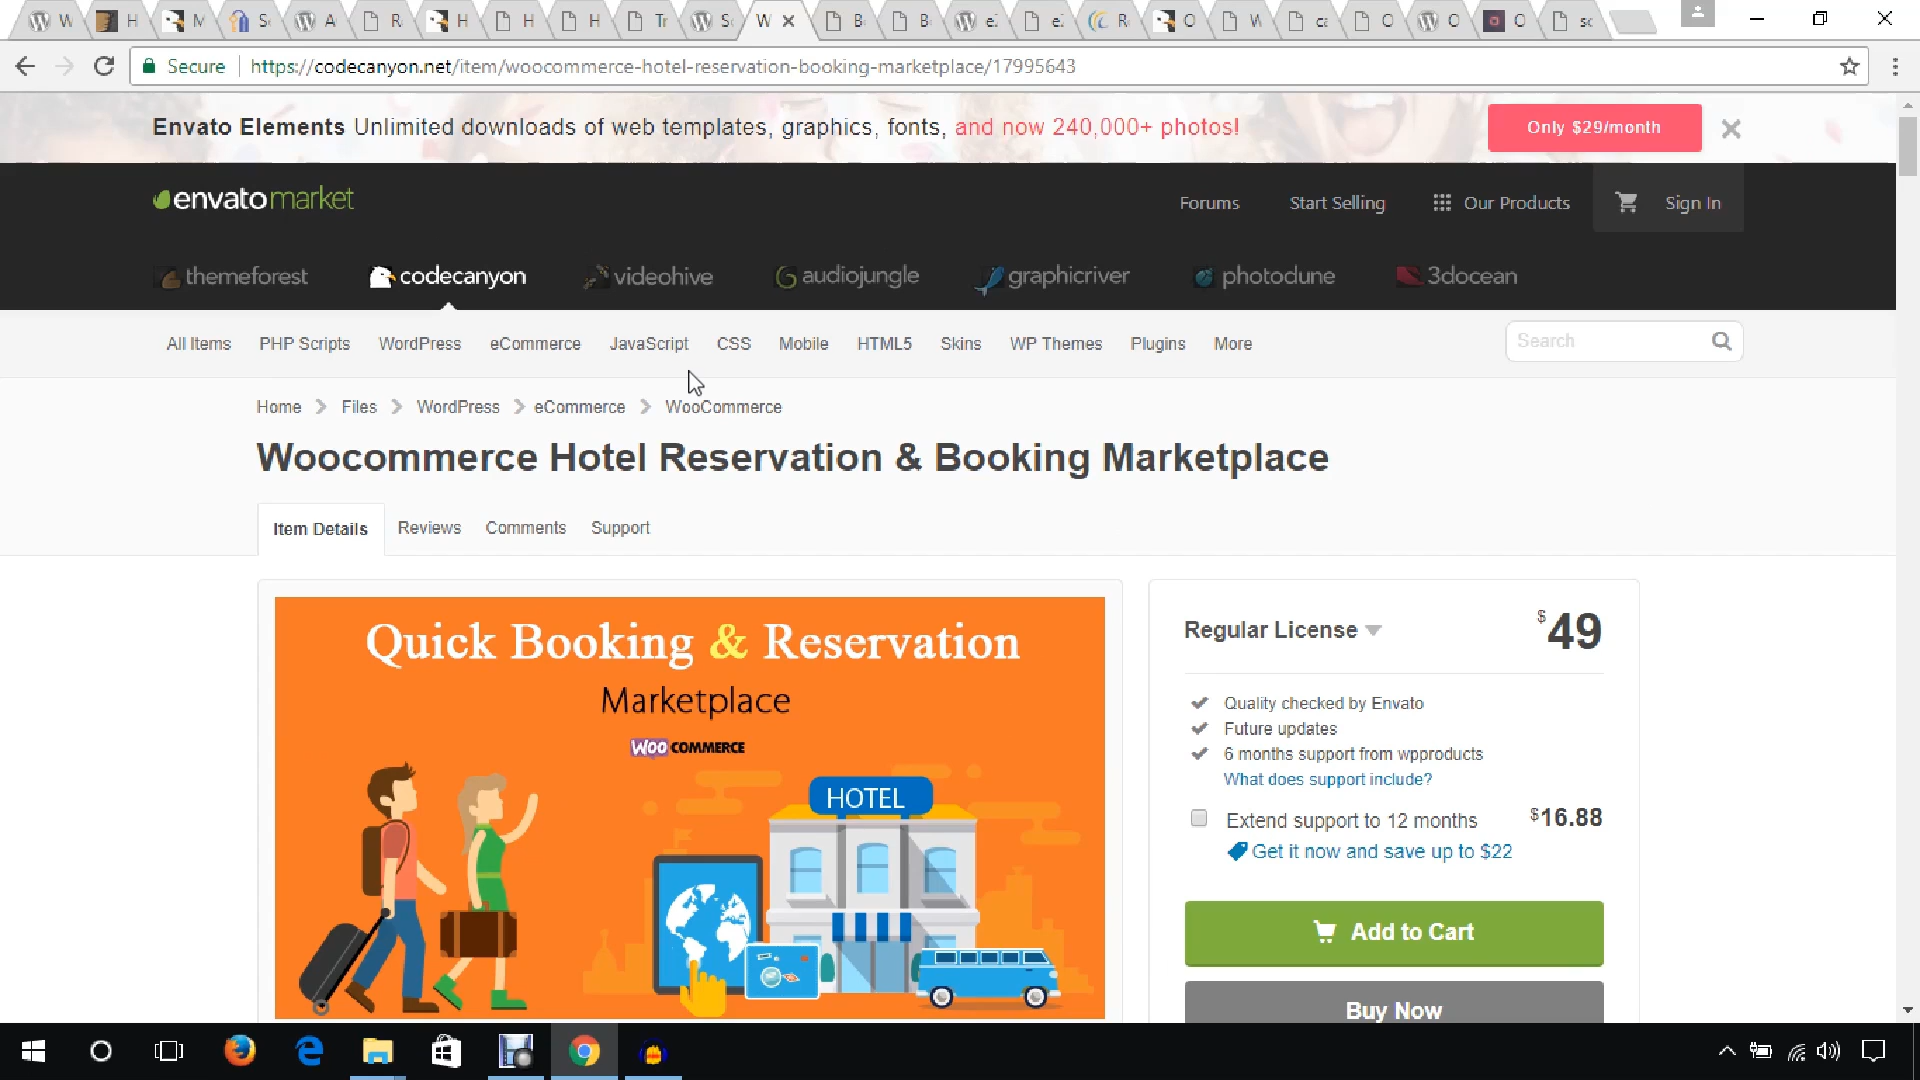 W
H
M
S
W
A
R
H
H
H
Tr
S
W
B
B
e
e
R
O
W
ca
O
O
O
sc
Secure
https://codecanyon.net/item/woocommerce-hotel-reservation-booking-marketplace/17995643
Envato Elements Unlimited downloads of web templates, graphics, fonts, and now 240,000+ photos!
Only $29/month
envatomarket
Forums
Start Selling
Our Products
Sign In
themeforest
codecanyon
videohive
audiojungle
graphicriver
photodune
3docean
All Items
PHP Scripts
WordPress
eCommerce
JavaScript
CSS
Mobile
HTML5
Skins
WP Themes
Plugins
More
Search
Home
Files
WordPress
eCommerce
WooCommerce
Woocommerce Hotel Reservation & Booking Marketplace
Item Details
Reviews
Comments
Support
Quick Booking & Reservation
Marketplace
WOO COMMERCE
HOTEL
Regular License
$49
Quality checked by Envato
Future updates
6 months support from wpproducts
What does support include?
Extend support to 12 months
$16.88
Get it now and save up to $22
Add to Cart
Buy Now